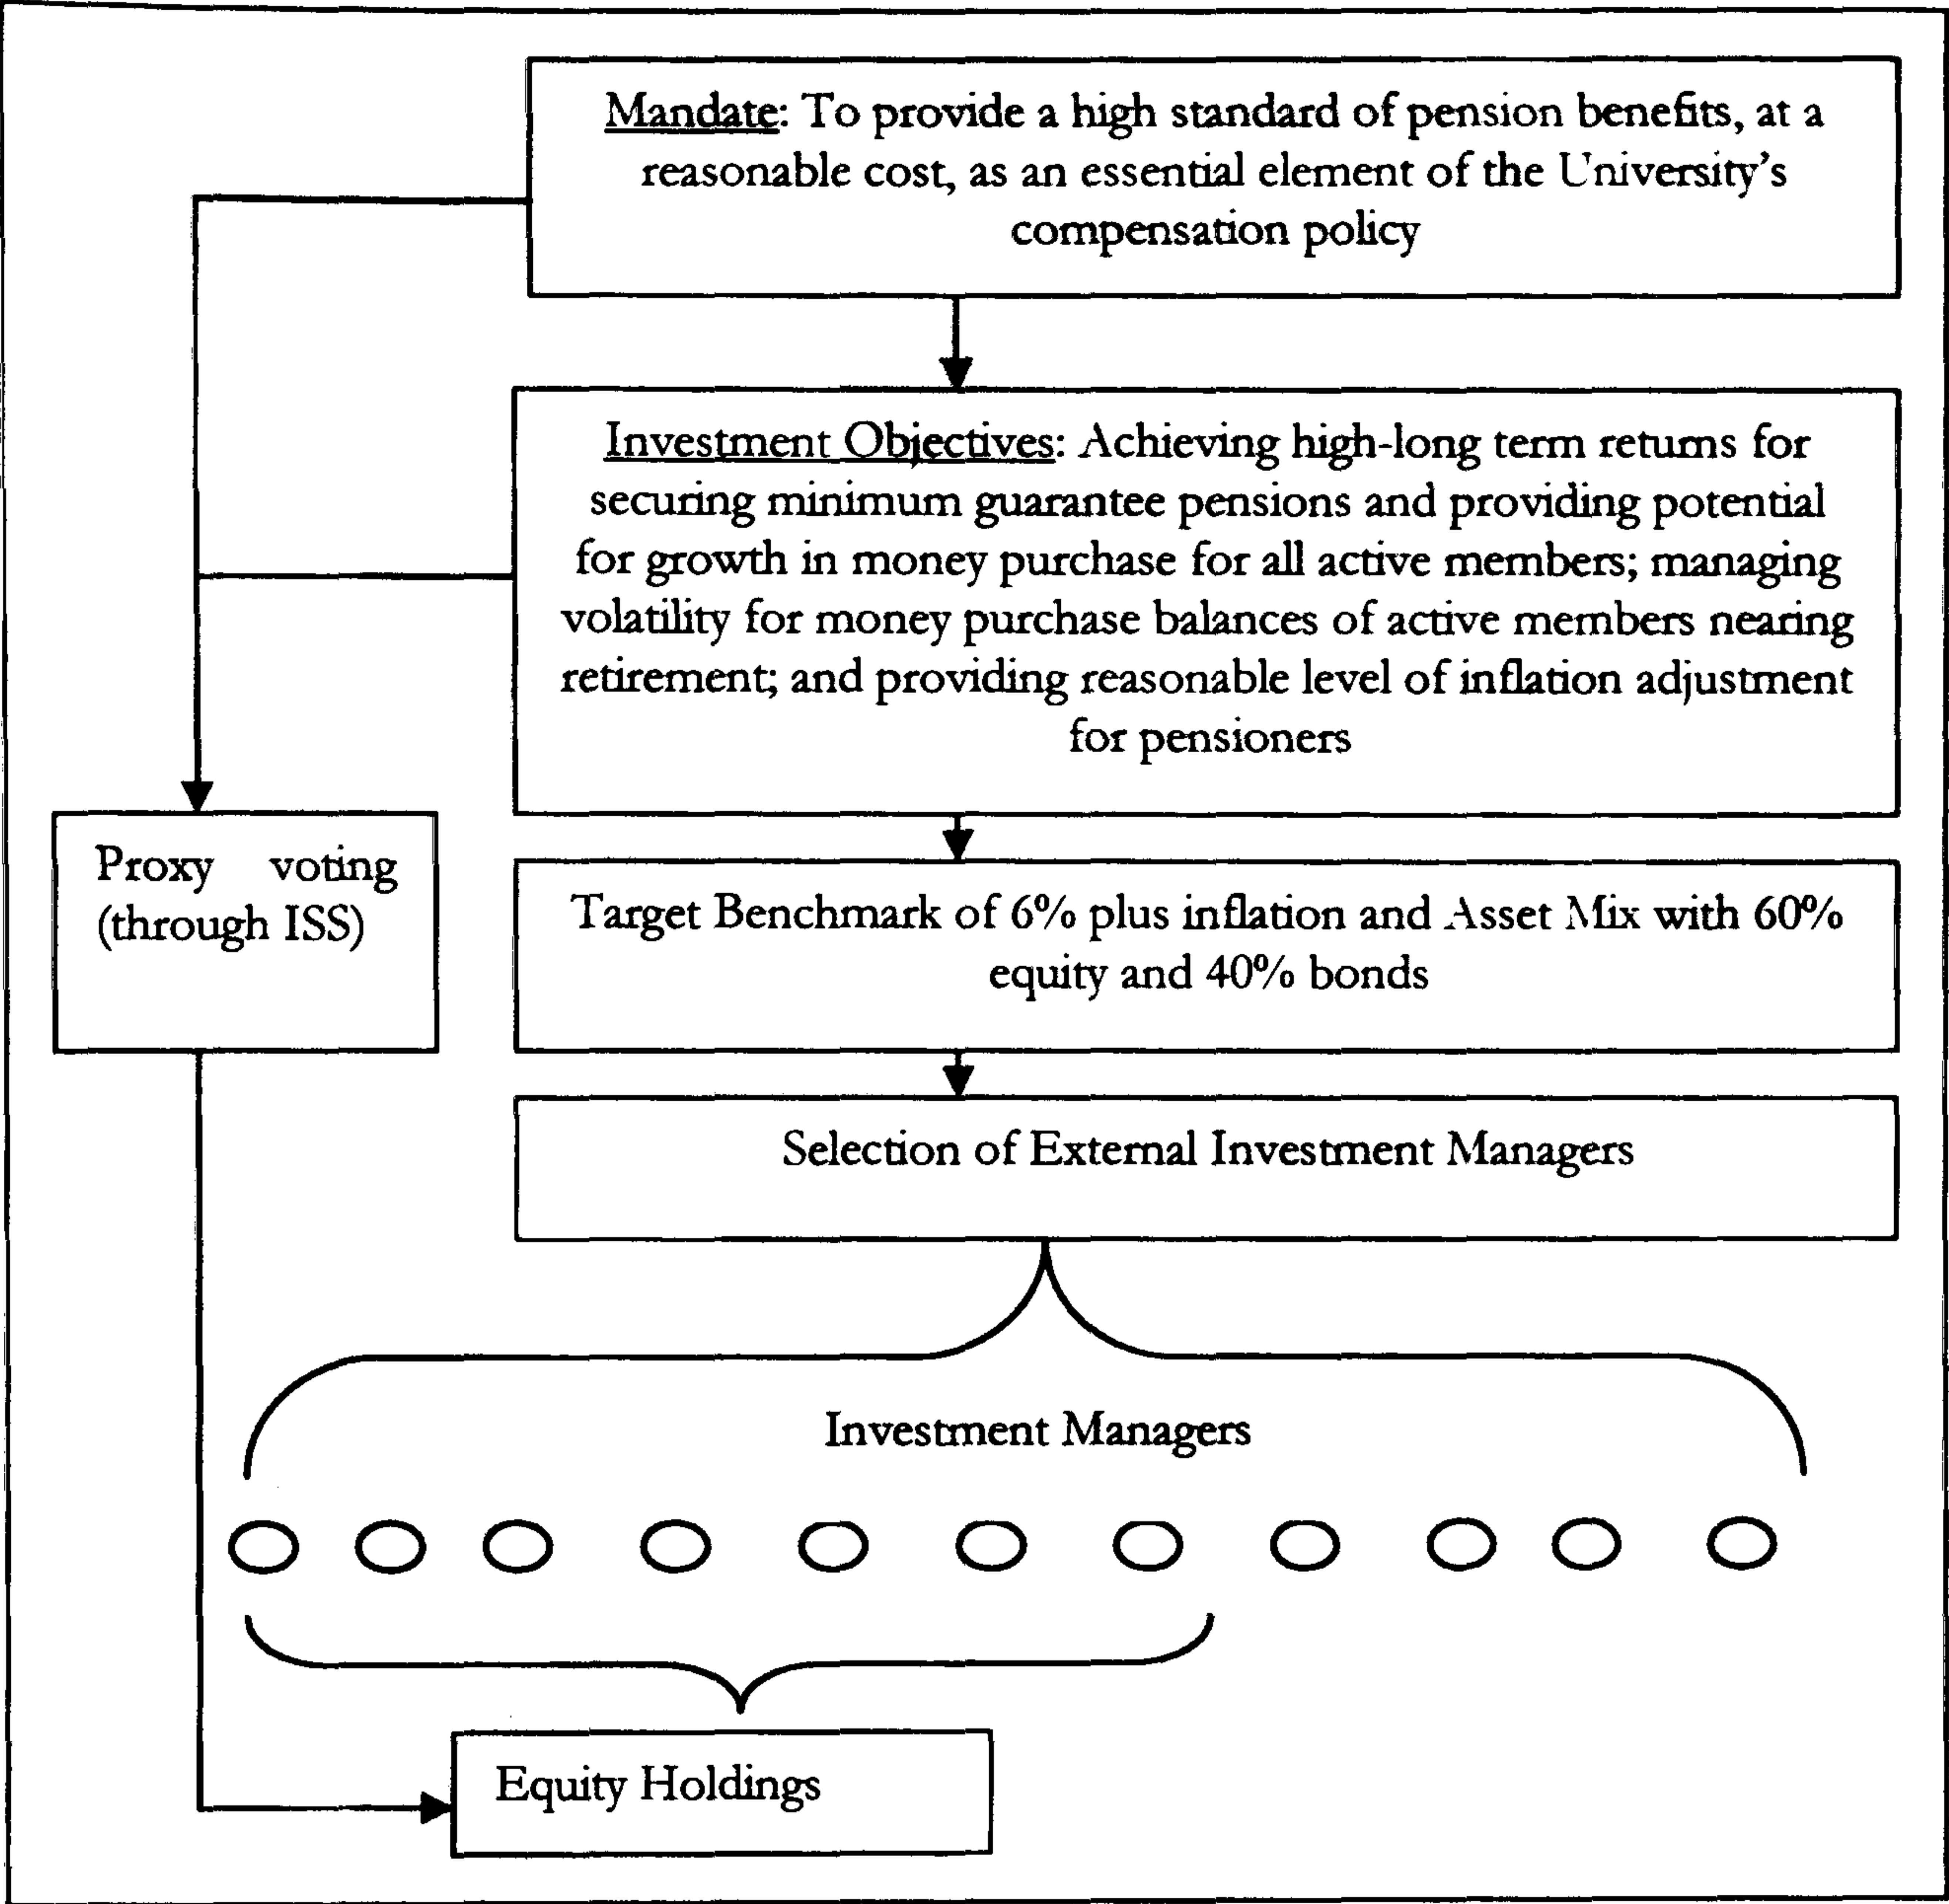 Mandate: To provide a high standard of pension benefits, at a
reasonable cost, as an essential element of the University's
compensation policy
Investment Objectives: Achieving high-long term returns for
securing minimum guarantee pensions and providing potential
for growth in money purchase for all active members; managing
volatility for money purchase balances of active members nearing
retirement; and providing reasonable level of inflation adjustment
for pensioners
Proxy voting
(through ISS)
Target Benchmark of 6% plus inflation and Asset Mix with 60%
equity and 40% bonds
Selection of External Investment Managers
Investment Managers
Equity Holdings